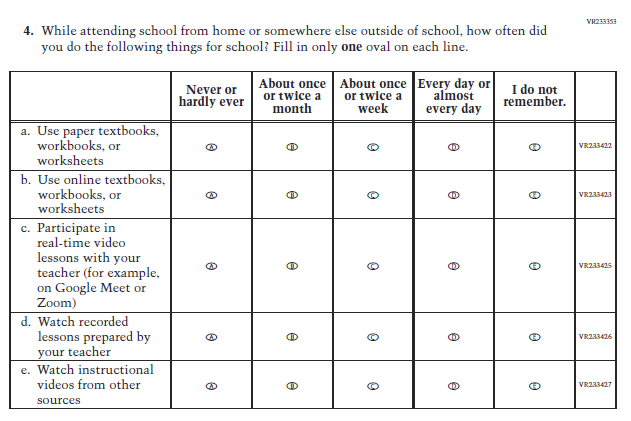 VR233353
4. While attending school from home or somewhere else outside of school, how often did
you do the following things for school? Fill in only one oval on each line.
Never or
hardly ever
About once
or twice a
month
About once
or twice a
week
Every day or
almost
every day
I do not
remember.
a. Use paper textbooks,
workbooks, or
worksheets
A B C D E VR233422
b. Use online textbooks,
workbooks, or
worksheets
A B C D E VR233423
c. Participate in
real-time video
lessons with your
teacher (for example,
on Google Meet or
Zoom)
A B C D E VR233425
d. Watch recorded
lessons prepared by
your teacher
A B C D E VR233426
e. Watch instructional
videos from other
sources
A B C D E VR233427